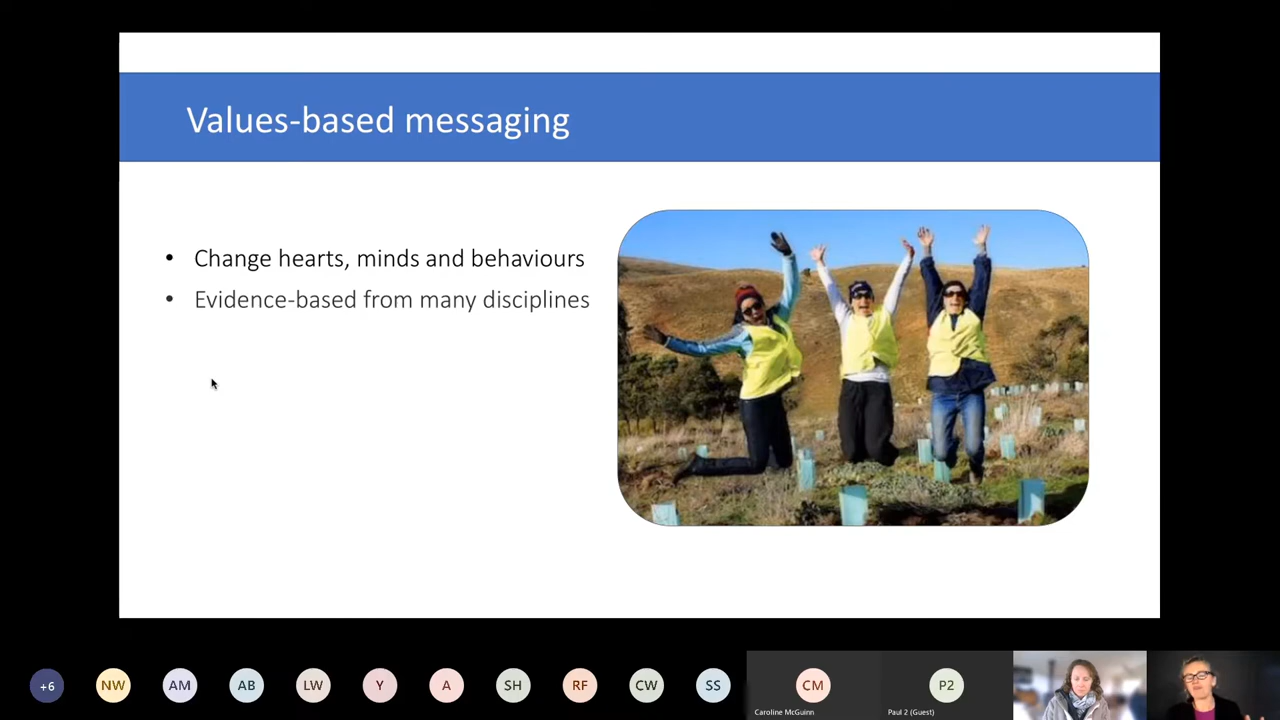 Values-based messaging
• Change hearts, minds and behaviours
• Evidence-based from many disciplines
+6
NW
AM
AB
LW
Y
A
SH
RF
CW
SS
CM
Caroline McGuinn
P2
Paul 2 (Guest)